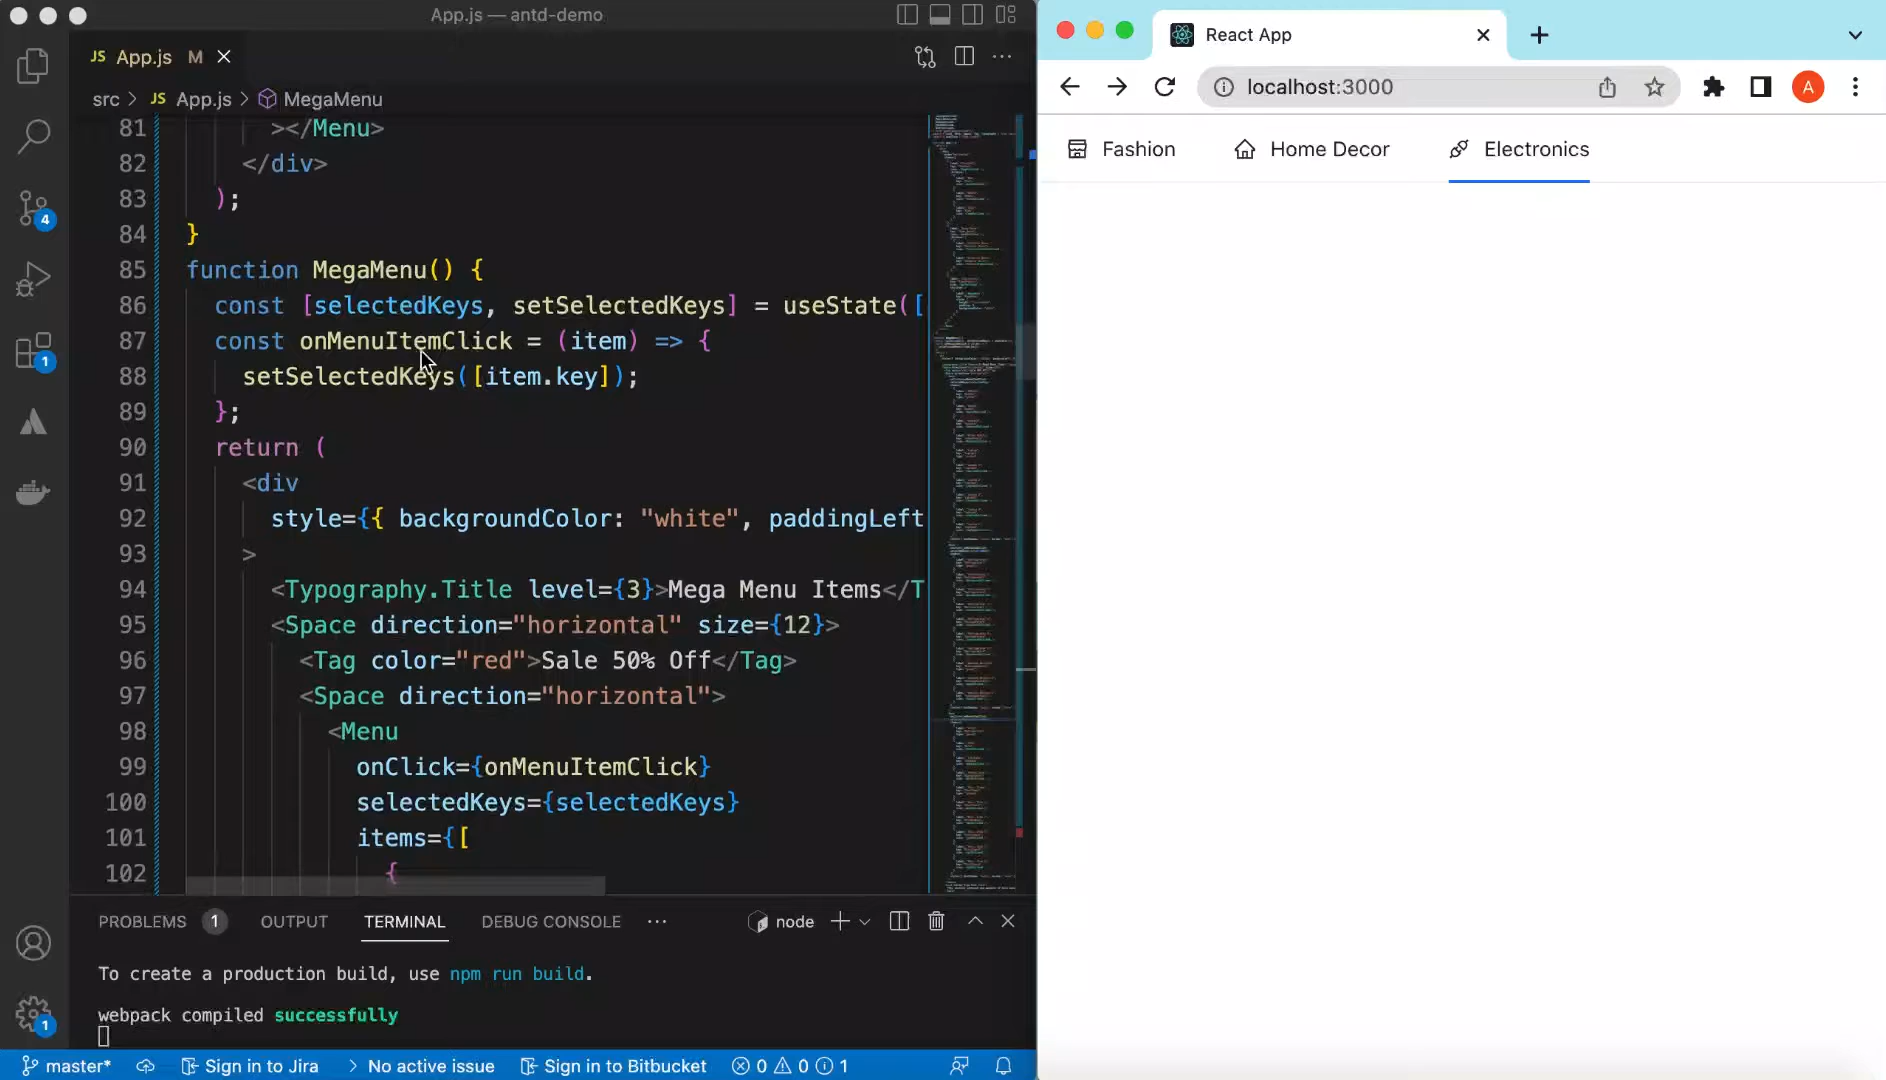 App.js — antd-demo
JS App.js M
src > JS App.js > MegaMenu
81 ></Menu>
82 </div>
83 );
84 }
85 function MegaMenu() {
86 const [selectedKeys, setSelectedKeys] = useState([
87 const onMenuItemClick = (item) => {
88 setSelectedKeys([item.key]);
89 };
90 return (
91 <div
92 style={{ backgroundColor: "white", paddingLeft
93 >
94 <Typography.Title level={3}>Mega Menu Items</T
95 <Space direction="horizontal" size={12}>
96 <Tag color="red">Sale 50% Off</Tag>
97 <Space direction="horizontal">
98 <Menu
99 onClick={onMenuItemClick}
100 selectedKeys={selectedKeys}
101 items={[
102 {
4
1
1
PROBLEMS 1 OUTPUT TERMINAL DEBUG CONSOLE ··· node
To create a production build, use npm run build.
webpack compiled successfully
master* Sign in to Jira > No active issue Sign in to Bitbucket 0 0 1
React App
localhost:3000 A
Fashion Home Decor Electronics